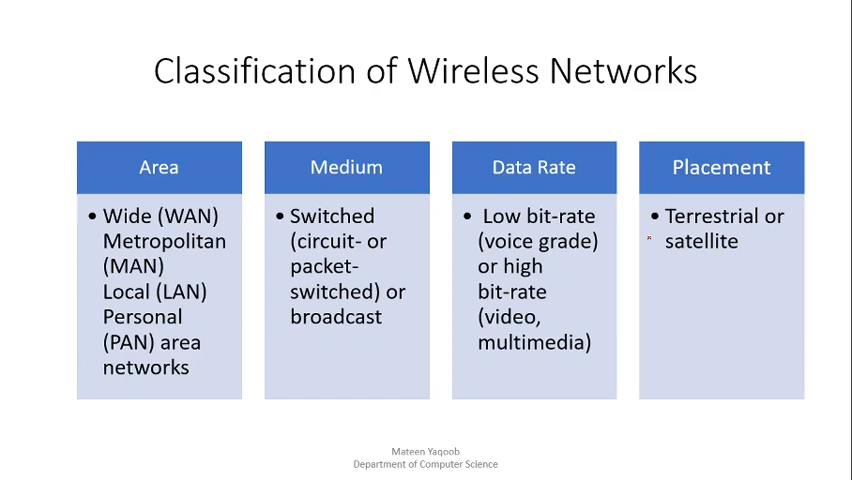 Classification of Wireless Networks
Area
• Wide (WAN)
Metropolitan
(MAN)
Local (LAN)
Personal
(PAN) area
networks
Medium
• Switched
(circuit- or
packet-
switched) or
broadcast
Data Rate
• Low bit-rate
(voice grade)
or high
bit-rate
(video,
multimedia)
Placement
• Terrestrial or
satellite
Mateen Yaqoob
Department of Computer Science